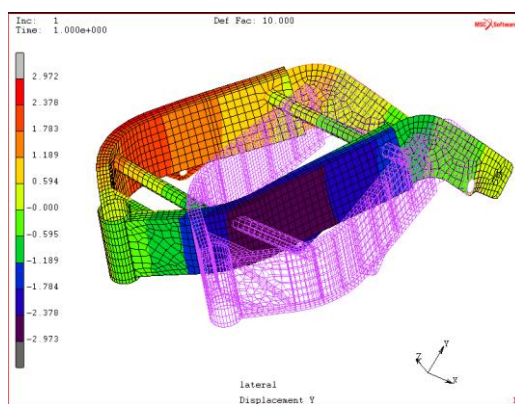 Inc: 1
Def Fac: 10.000
Time: 1.000e+000
MSC Software
2.972
2.378
1.783
1.189
0.594
-0.000
-0.595
-1.189
-1.784
-2.378
-2.973
Y
Z
X
lateral
Displacement Y
1